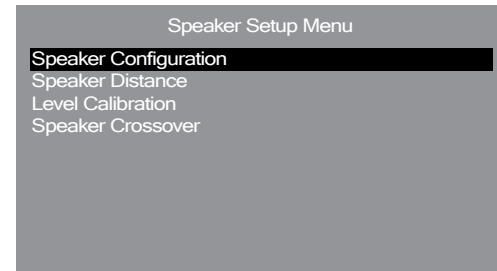 Speaker Setup Menu
Speaker Configuration
Speaker Distance
Level Calibration
Speaker Crossover